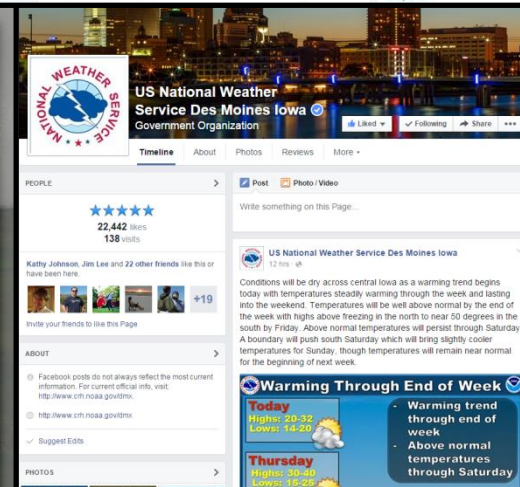 NATIONAL WEATHER SERVICE
US National Weather
Service Des Moines Iowa
Government Organization
Liked
Following
Share
Timeline
About
Photos
Reviews
More
PEOPLE
22,442 likes
138 visits
Kathy Johnson, Jim Lee and 22 other friends like this or
have been here.
+19
Invite your friends to like this Page
ABOUT
Facebook posts do not always reflect the most current
information. For current official info, visit:
http://www.crh.noaa.gov/dmx.
http://www.crh.noaa.gov/dmx
Suggest Edits
PHOTOS
Post
Photo / Video
Write something on this Page...
US National Weather Service Des Moines Iowa
12 hrs
Conditions will be dry across central Iowa as a warming trend begins
today with temperatures steadily warming through the week and lasting
into the weekend. Temperatures will be well above normal by the end of
the week with highs above freezing in the north to near 50 degrees in the
south by Friday. Above normal temperatures will persist through Saturday.
A boundary will push south Saturday which will bring slightly cooler
temperatures for Sunday, though temperatures will remain near normal
for the beginning of next week.
Warming Through End of Week
Today
Highs: 20-32
Lows: 14-20
Thursday
Highs: 30-40
Lows: 15-25
- Warming trend
through end of
week
- Above normal
temperatures
through Saturday